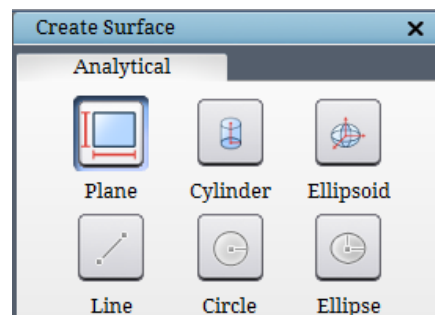 Create Surface
Analytical
Plane Cylinder Ellipsoid
Line Circle Ellipse